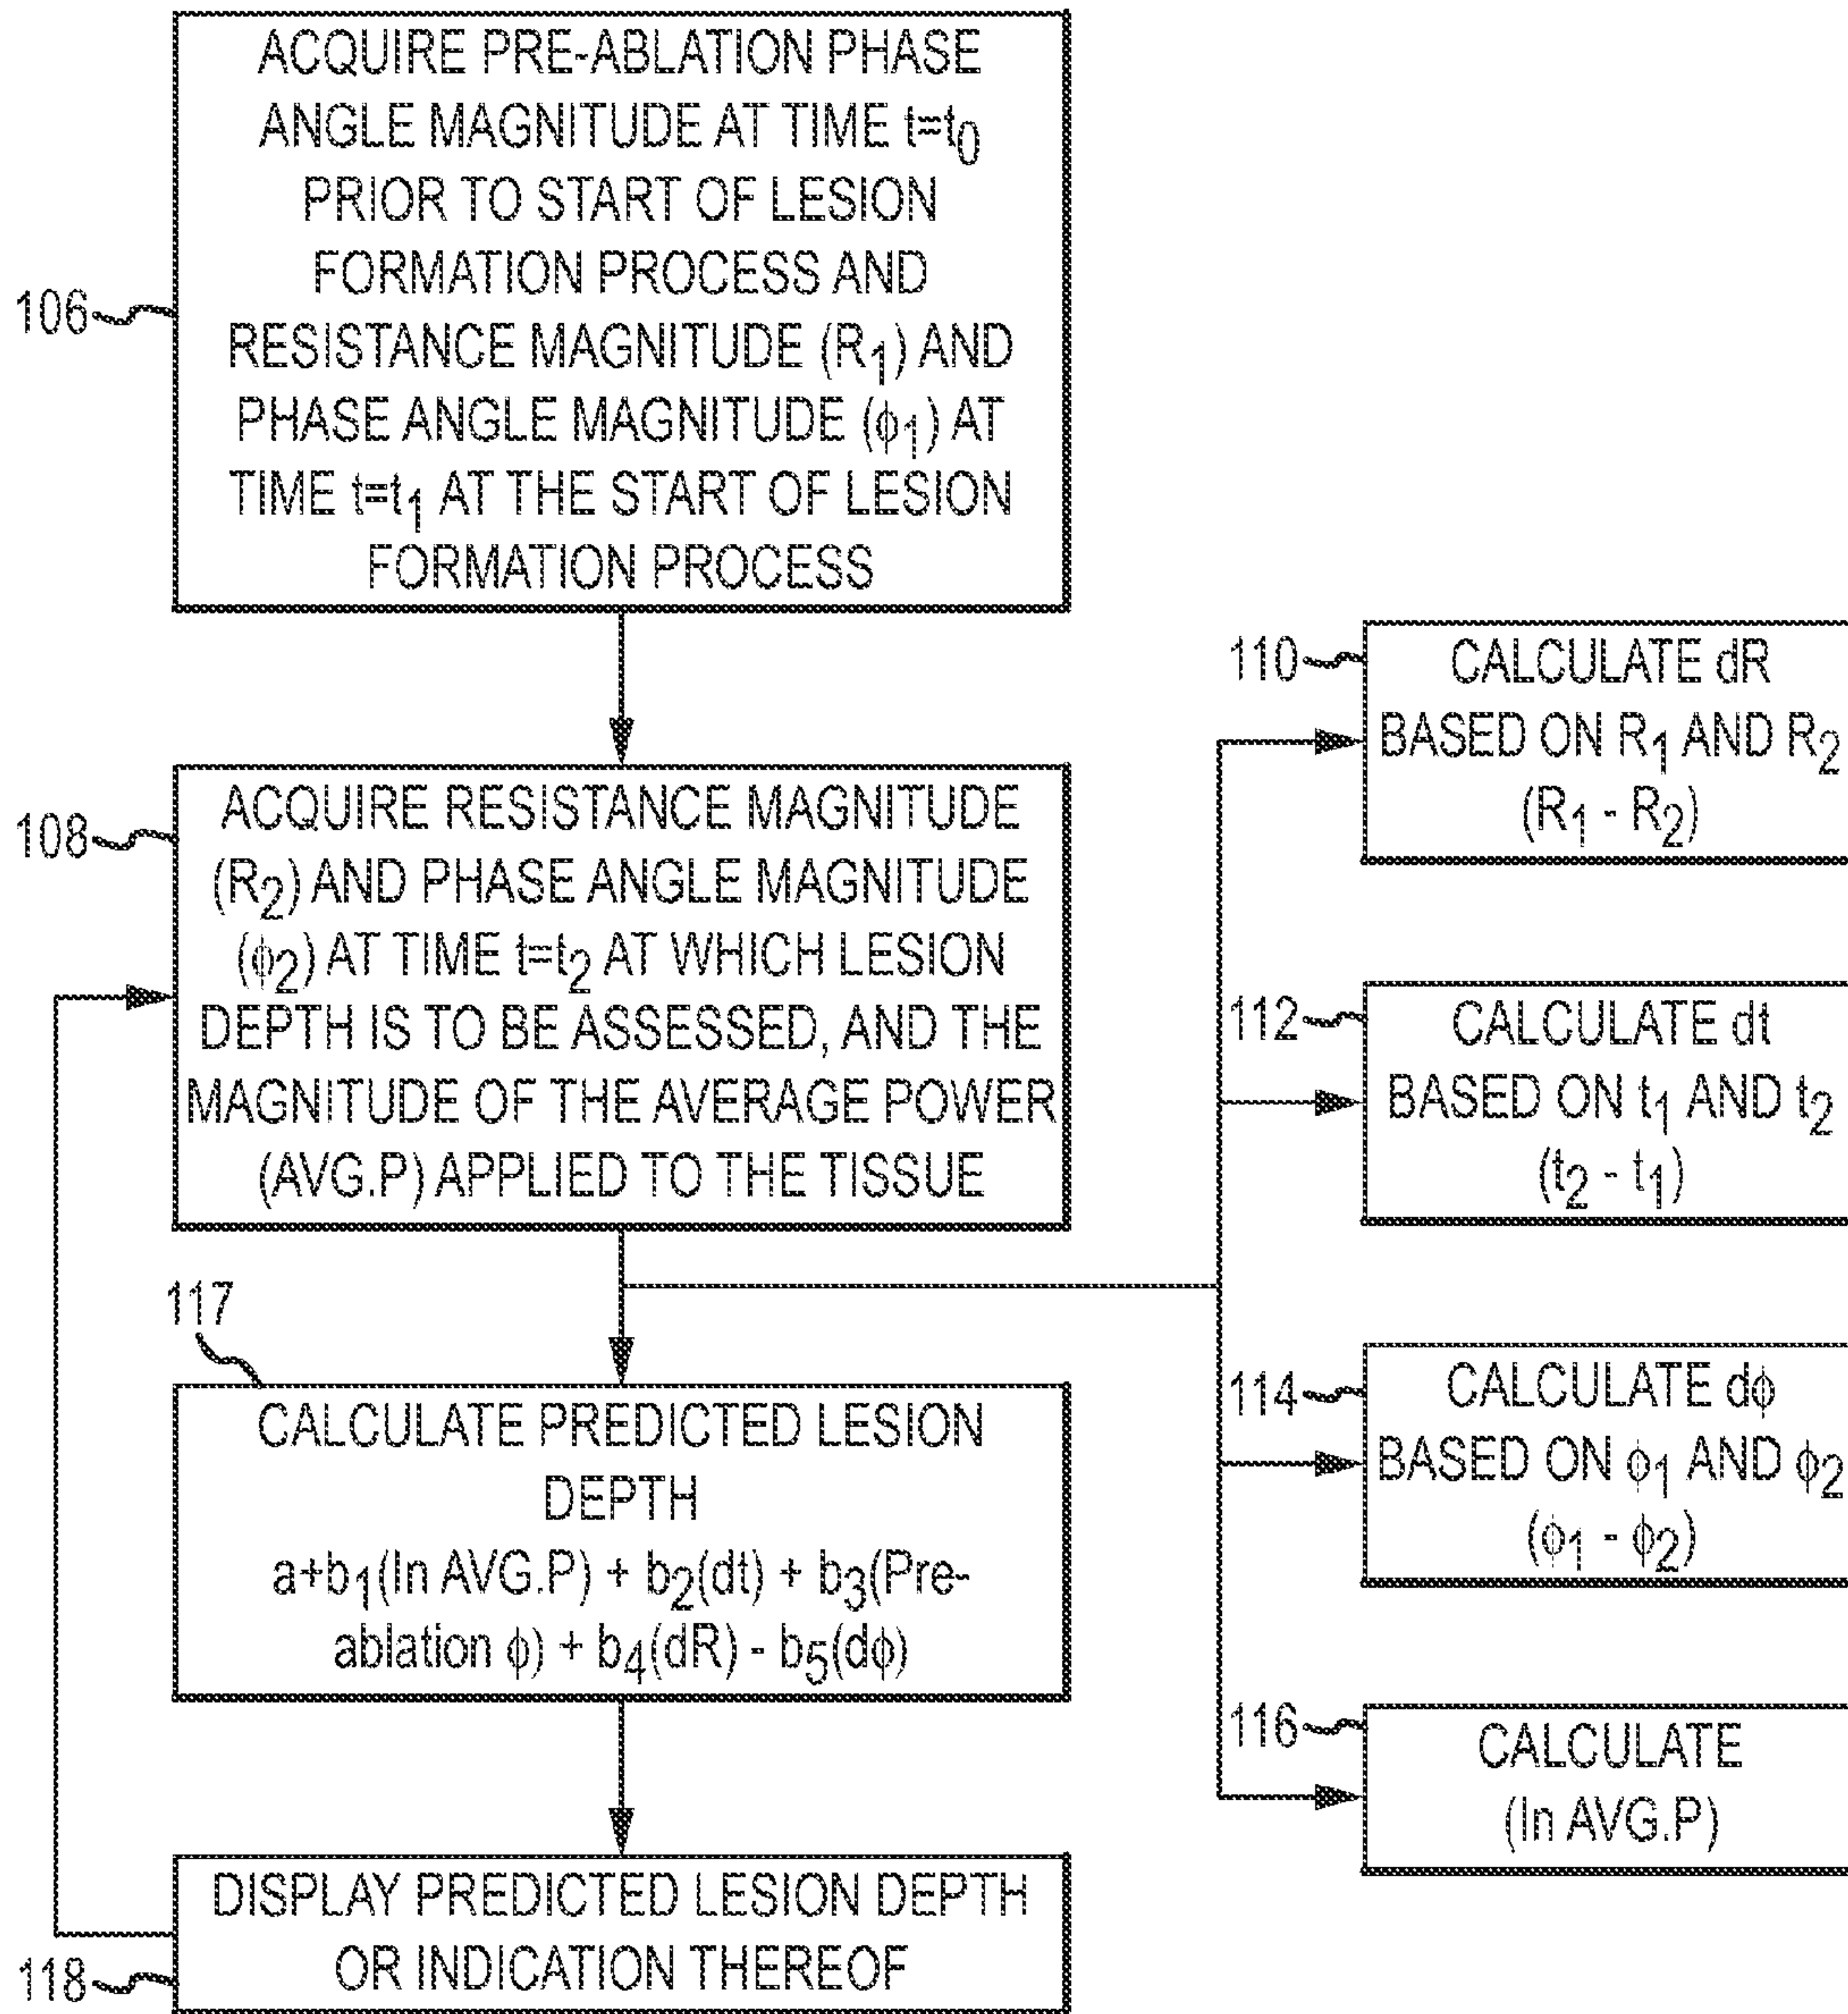 106
ACQUIRE PRE-ABLATION PHASE
ANGLE MAGNITUDE AT TIME t=t₀
PRIOR TO START OF LESION
FORMATION PROCESS AND
RESISTANCE MAGNITUDE (R₁) AND
PHASE ANGLE MAGNITUDE (ϕ₁) AT
TIME t=t₁ AT THE START OF LESION
FORMATION PROCESS
108
ACQUIRE RESISTANCE MAGNITUDE
(R₂) AND PHASE ANGLE MAGNITUDE
(ϕ₂) AT TIME t=t₂ AT WHICH LESION
DEPTH IS TO BE ASSESSED, AND THE
MAGNITUDE OF THE AVERAGE POWER
(AVG.P) APPLIED TO THE TISSUE
110
CALCULATE dR
BASED ON R₁ AND R₂
(R₁ - R₂)
112
CALCULATE dt
BASED ON t₁ AND t₂
(t₂ - t₁)
114
CALCULATE dϕ
BASED ON ϕ₁ AND ϕ₂
(ϕ₁ - ϕ₂)
116
CALCULATE
(ln AVG.P)
117
CALCULATE PREDICTED LESION
DEPTH
a+b₁(ln AVG.P) + b₂(dt) + b₃(Pre-
ablation ϕ) + b₄(dR) - b₅(dϕ)
118
DISPLAY PREDICTED LESION DEPTH
OR INDICATION THEREOF